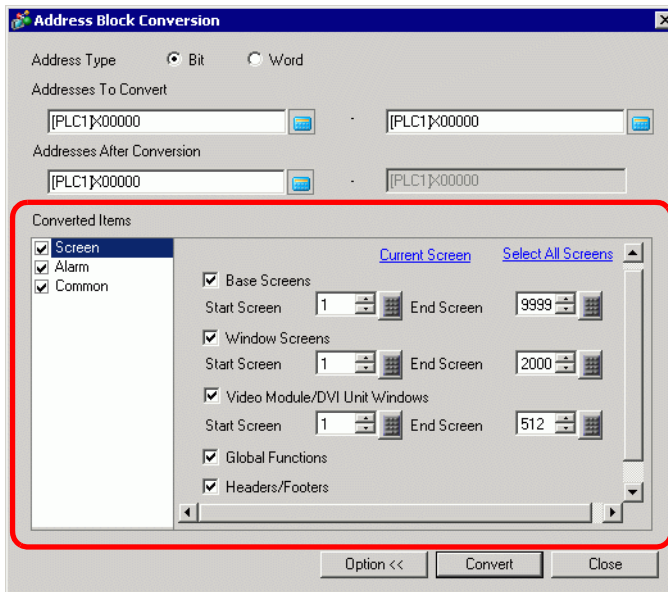 Address Block Conversion
Address Type Bit Word
Addresses To Convert
[PLC1]X00000 - [PLC1]X00000
Addresses After Conversion
[PLC1]X00000 - [PLC1]X00000
Converted Items
Screen
Alarm
Common
Current Screen Select All Screens
Base Screens
Start Screen 1 End Screen 9999
Window Screens
Start Screen 1 End Screen 2000
Video Module/DVI Unit Windows
Start Screen 1 End Screen 512
Global Functions
Headers/Footers
Option << Convert Close